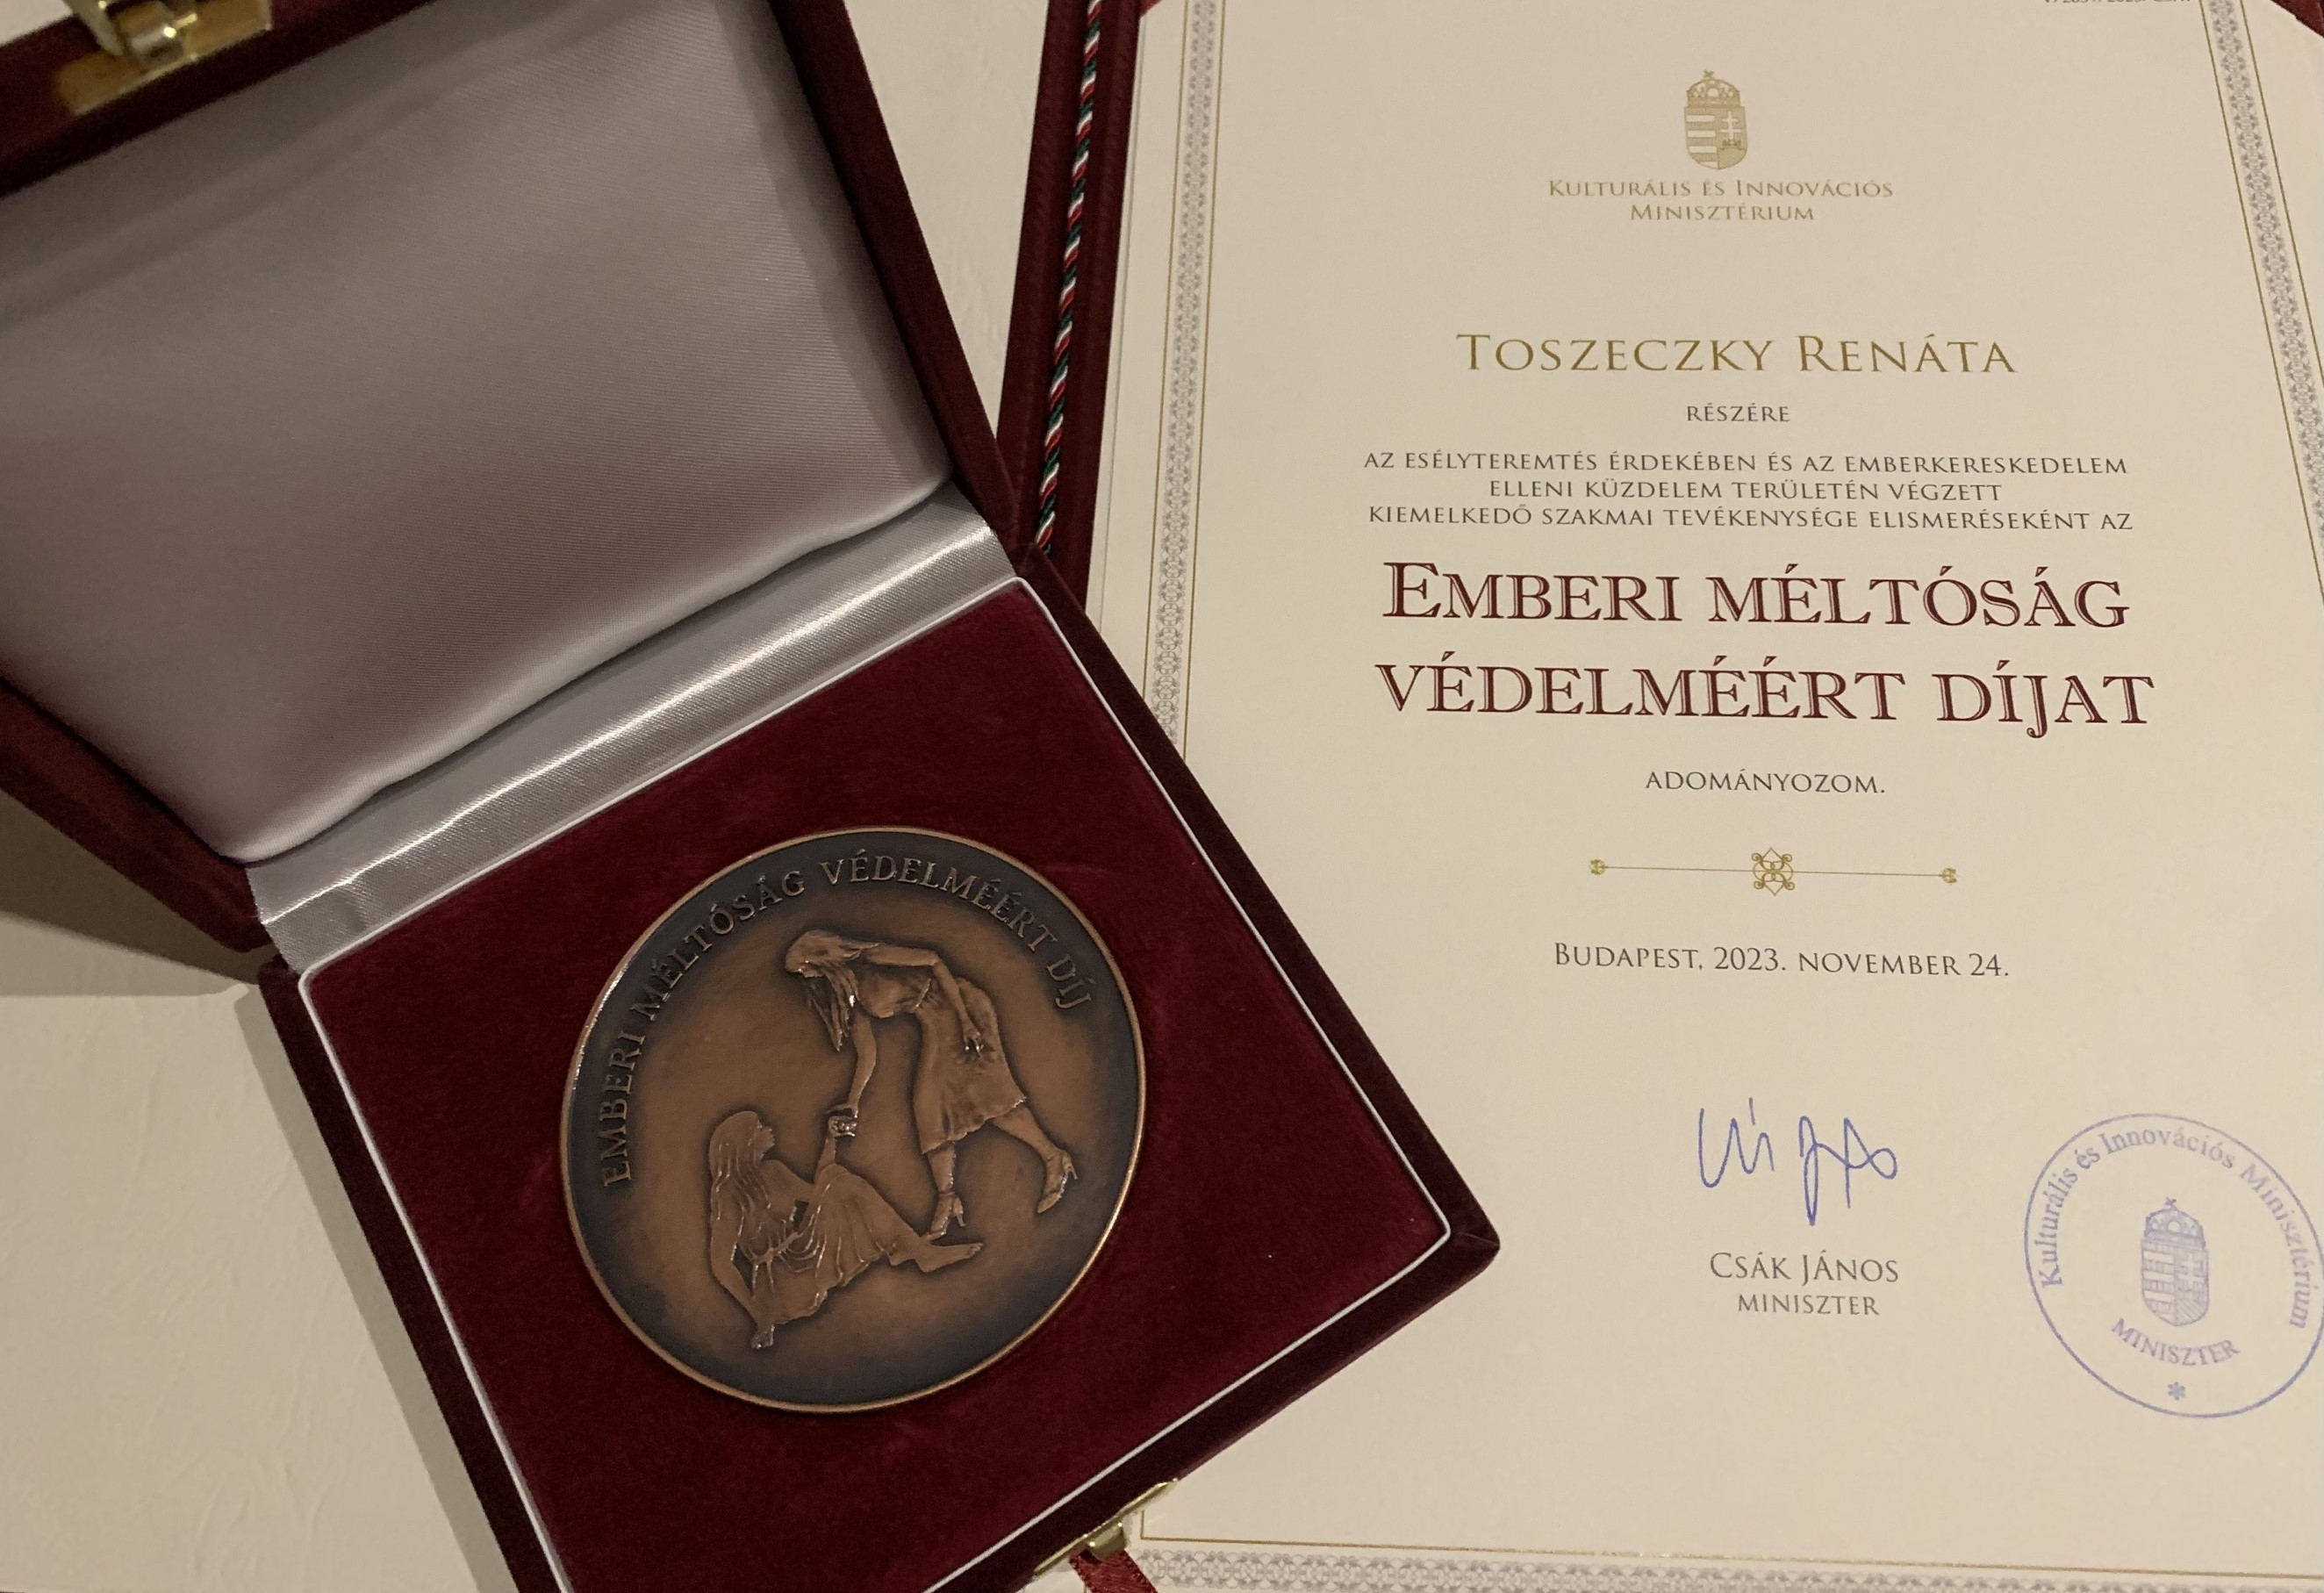 EMBERI MÉLTÓSÁG VÉDELMÉÉRT DÍJ
KULTURÁLIS ÉS INNOVÁCIÓS
MINISZTÉRIUM
TOSZECZKY RENÁTA
RÉSZÉRE
AZ ESÉLYTEREMTÉS ÉRDEKÉBEN ÉS AZ EMBERKERESKEDELEM
ELLENI KÜZDELEM TERÜLETÉN VÉGZETT
KIEMELKEDŐ SZAKMAI TEVÉKENYSÉGE ELISMERÉSEKÉNT AZ
EMBERI MÉLTÓSÁG
VÉDELMÉÉRT DÍJAT
ADOMÁNYOZOM.
BUDAPEST, 2023. NOVEMBER 24.
CSÁK JÁNOS
MINISZTER
Kulturális és Innovációs Minisztérium
MINISZTER